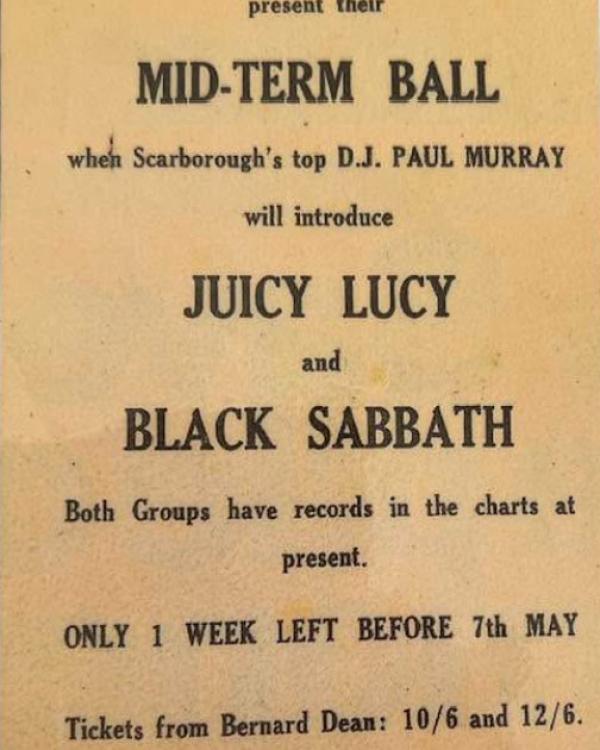 present their
MID-TERM BALL
when Scarborough's top D.J. PAUL MURRAY
will introduce
JUICY LUCY
and
BLACK SABBATH
Both Groups have records in the charts at
present.
ONLY 1 WEEK LEFT BEFORE 7th MAY
Tickets from Bernard Dean: 10/6 and 12/6.